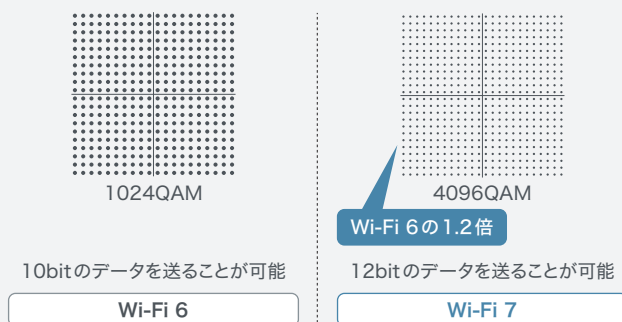 1024QAM
10bitのデータを送ることが可能
Wi-Fi 6
4096QAM
Wi-Fi 6の1.2倍
12bitのデータを送ることが可能
Wi-Fi 7